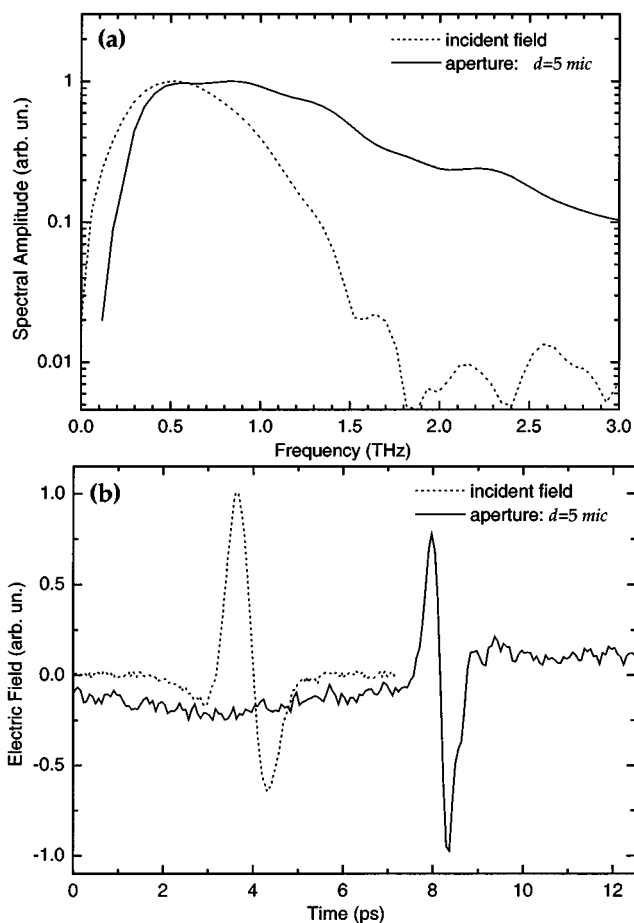 (a)
incident field
aperture: d=5 mic
Spectral Amplitude (arb. un.)
1
0.1
0.01
0.0 0.5 1.0 1.5 2.0 2.5 3.0
Frequency (THz)
(b)
incident field
aperture: d=5 mic
Electric Field (arb. un.)
1.0
0.5
0.0
-0.5
-1.0
0 2 4 6 8 10 12
Time (ps)